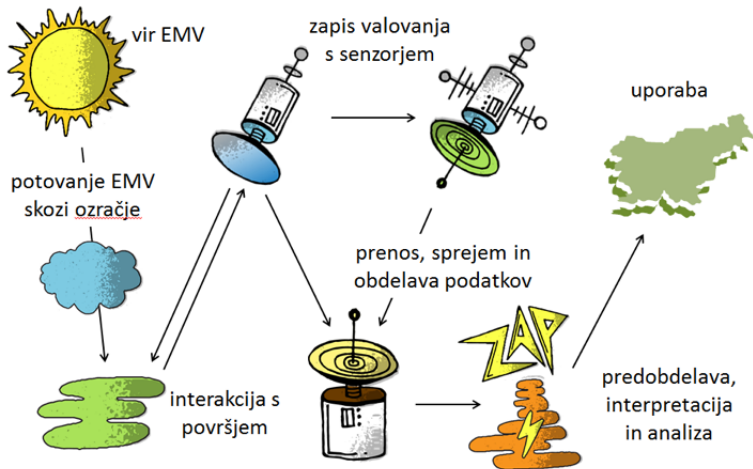 vir EMV
zapis valovanja
s senzorjem
uporaba
potovanje EMV
skozi ozračje
prenos, sprejem in
obdelava podatkov
ZAP
interakcija s
površjem
predobdelava,
interpretacija
in analiza